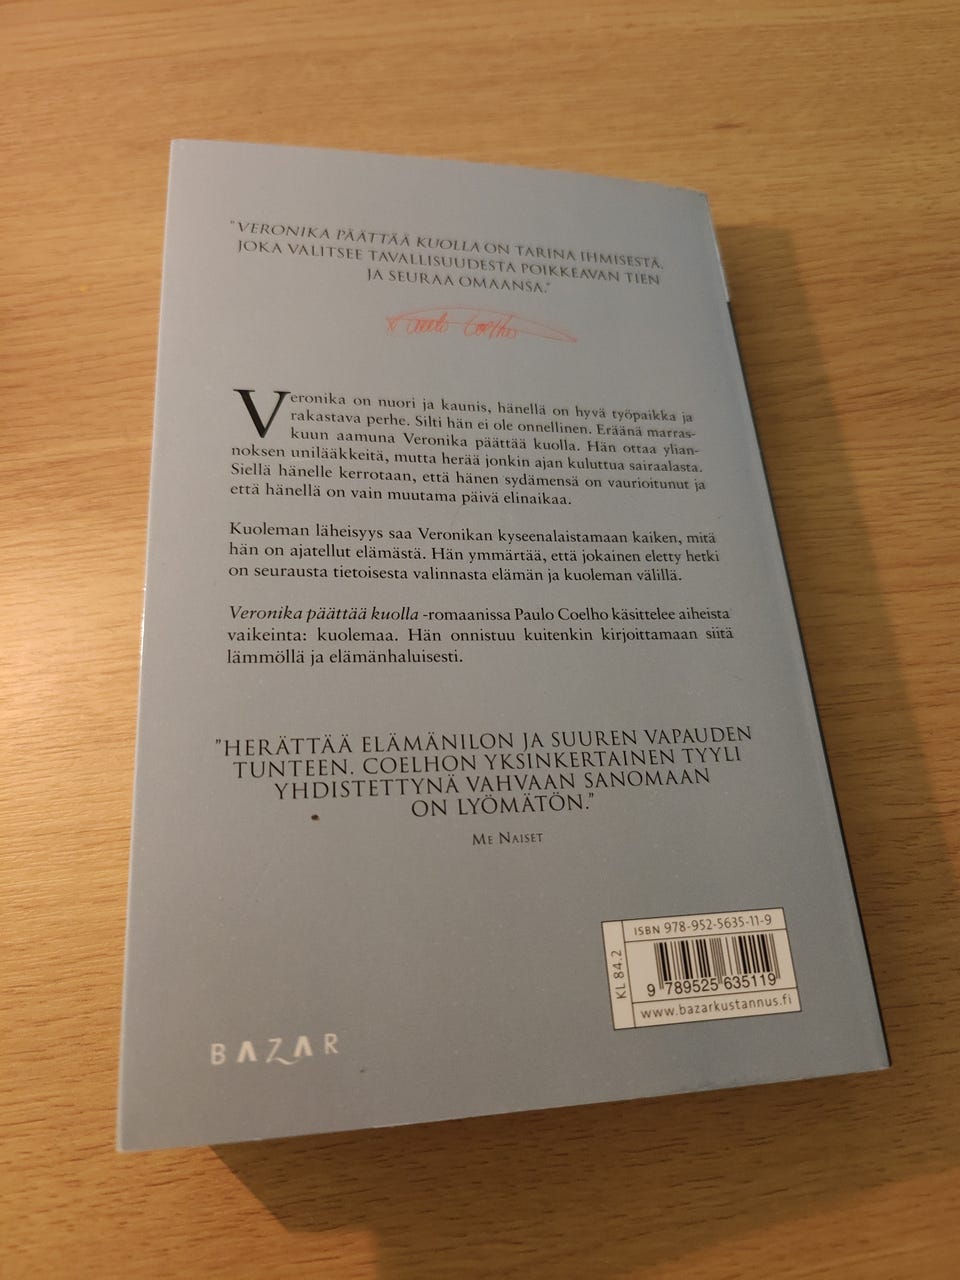 "VERONIKA PÄÄTTÄÄ KUOLLA ON TARINA IHMISESTÄ,
JOKA VALITSEE TAVALLISUUDESTA POIKKEAVAN TIEN
JA SEURAA OMAANSA."
Paulo Coelho
Veronika on nuori ja kaunis, hänellä on hyvä työpaikka ja
rakastava perhe. Silti hän ei ole onnellinen. Eräänä marras-
kuun aamuna Veronika päättää kuolla. Hän ottaa ylian-
noksen unilääkkeitä, mutta herää jonkin ajan kuluttua sairaalasta.
Siellä hänelle kerrotaan, että hänen sydämensä on vaurioitunut ja
että hänellä on vain muutama päivä elinaikaa.
Kuoleman läheisyys saa Veronikan kyseenalaistamaan kaiken, mitä
hän on ajatellut elämästä. Hän ymmärtää, että jokainen eletty hetki
on seurausta tietoisesta valinnasta elämän ja kuoleman välillä.
Veronika päättää kuolla -romaanissa Paulo Coelho käsittelee aiheista
vaikeinta: kuolemaa. Hän onnistuu kuitenkin kirjoittamaan siitä
lämmöllä ja elämänhaluisesti.
"HERÄTTÄÄ ELÄMÄNILON JA SUUREN VAPAUDEN
TUNTEEN. COELHON YKSINKERTAINEN TYYLI
YHDISTETTYNÄ VAHVAAN SANOMAAN
ON LYÖMÄTÖN."
ME NAISET
KL 84.2
ISBN 978-952-5635-11-9
9 789525 635119
www.bazarkustannus.fi
BAZAR